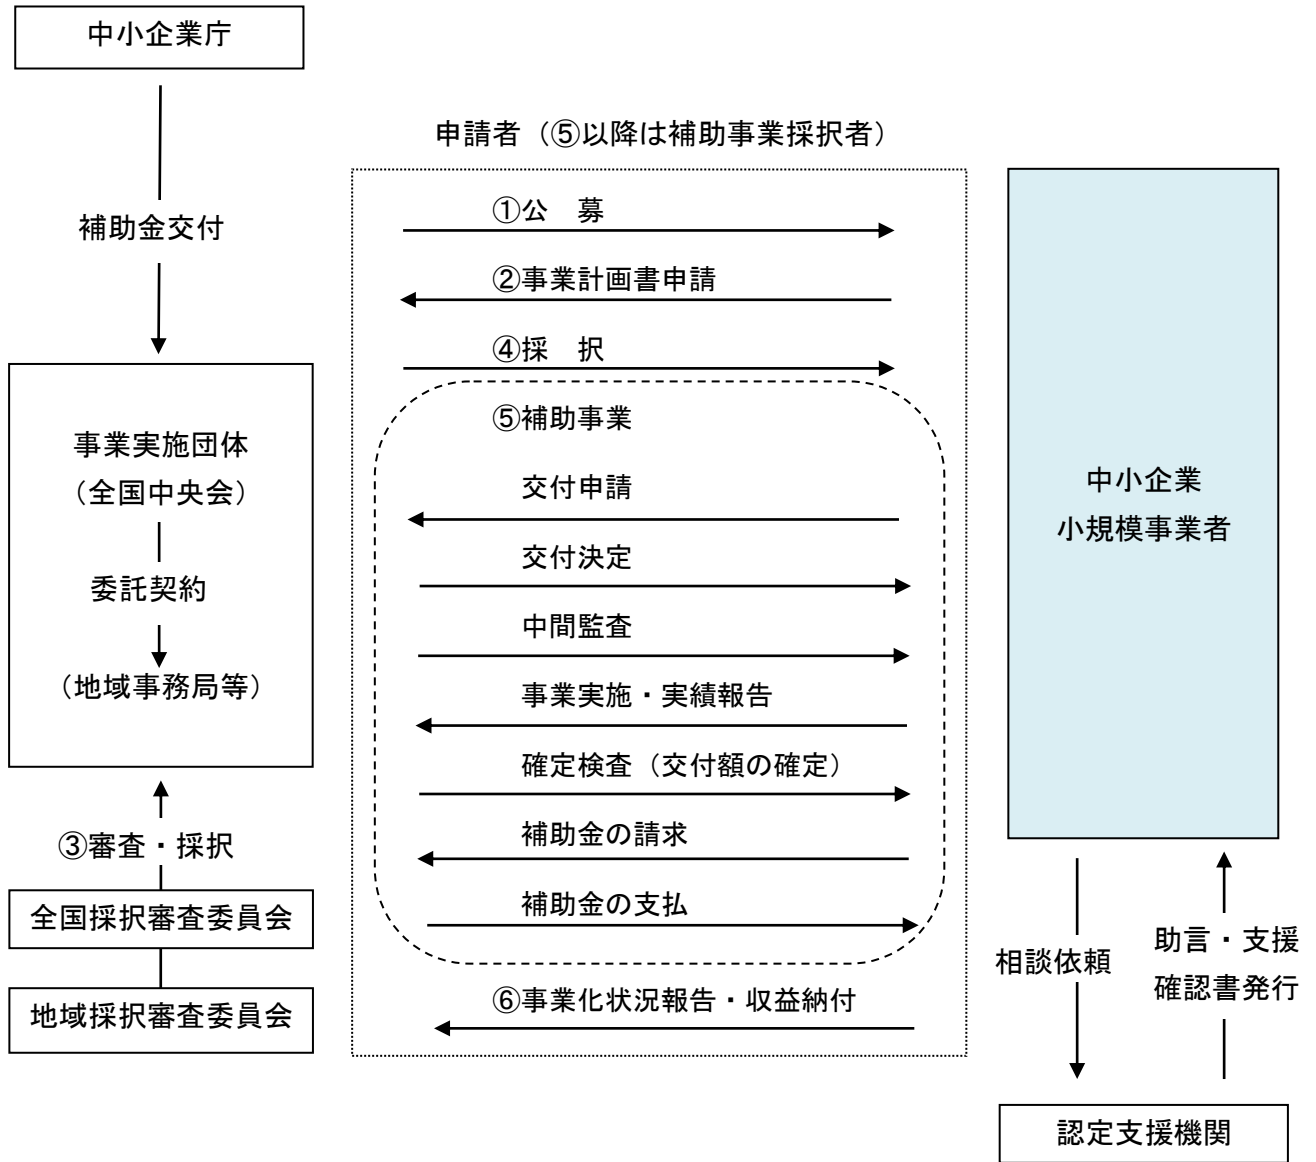 中小企業庁
補助金交付
事業実施団体
（全国中央会）
委託契約
（地域事務局等）
③審査・採択
全国採択審査委員会
地域採択審査委員会
申請者（⑤以降は補助事業採択者）
①公　募
②事業計画書申請
④採　択
⑤補助事業
交付申請
交付決定
中間監査
事業実施・実績報告
確定検査（交付額の確定）
補助金の請求
補助金の支払
⑥事業化状況報告・収益納付
中小企業
小規模事業者
相談依頼
助言・支援
確認書発行
認定支援機関